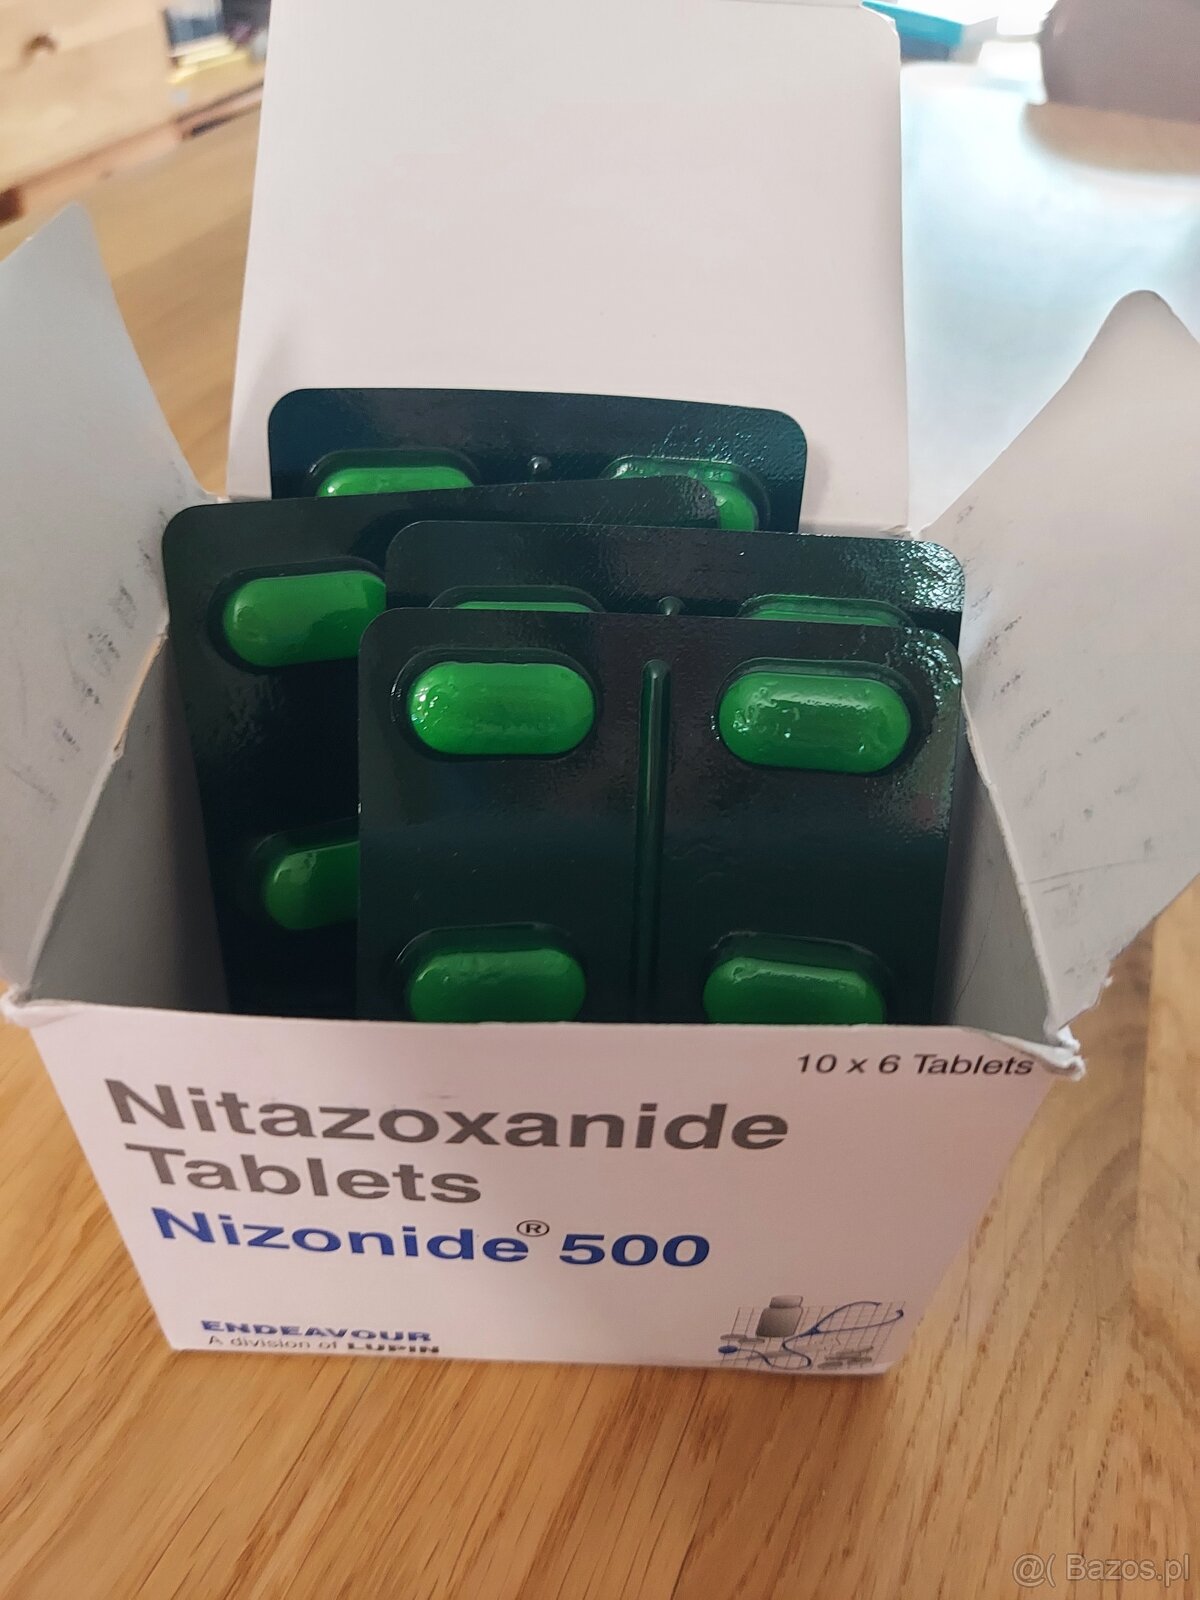 10 x 6 Tablets
Nitazoxanide
Tablets
Nizonide® 500
ENDEAVOUR
A division of LUPIN
@( Bazos.pl